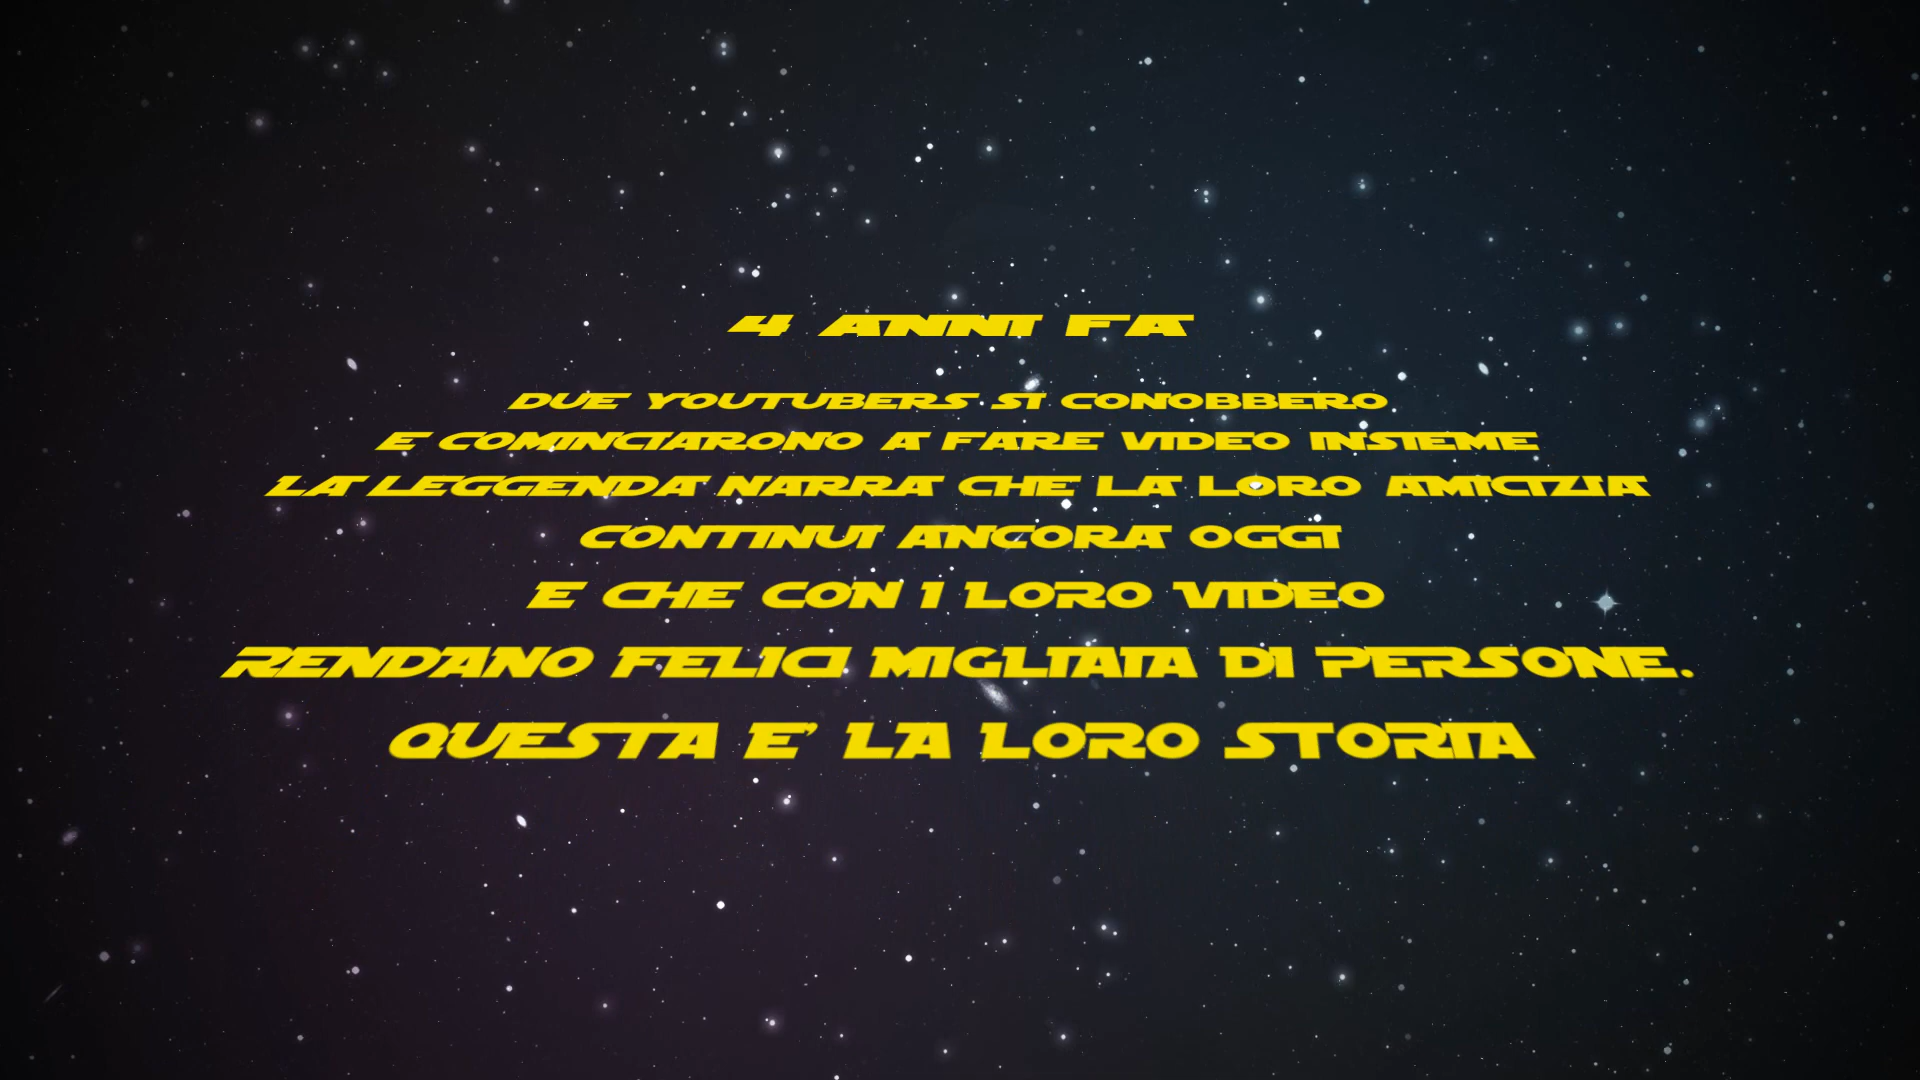 4 ANNI FA
DUE YOUTUBERS SI CONOBBERO
E COMINCIARONO A FARE VIDEO INSIEME
LA LEGGENDA NARRA CHE LA LORO AMICIZIA
CONTINUI ANCORA OGGI
E CHE CON I LORO VIDEO
RENDANO FELICI MIGLIAIA DI PERSONE.
QUESTA E' LA LORO STORIA